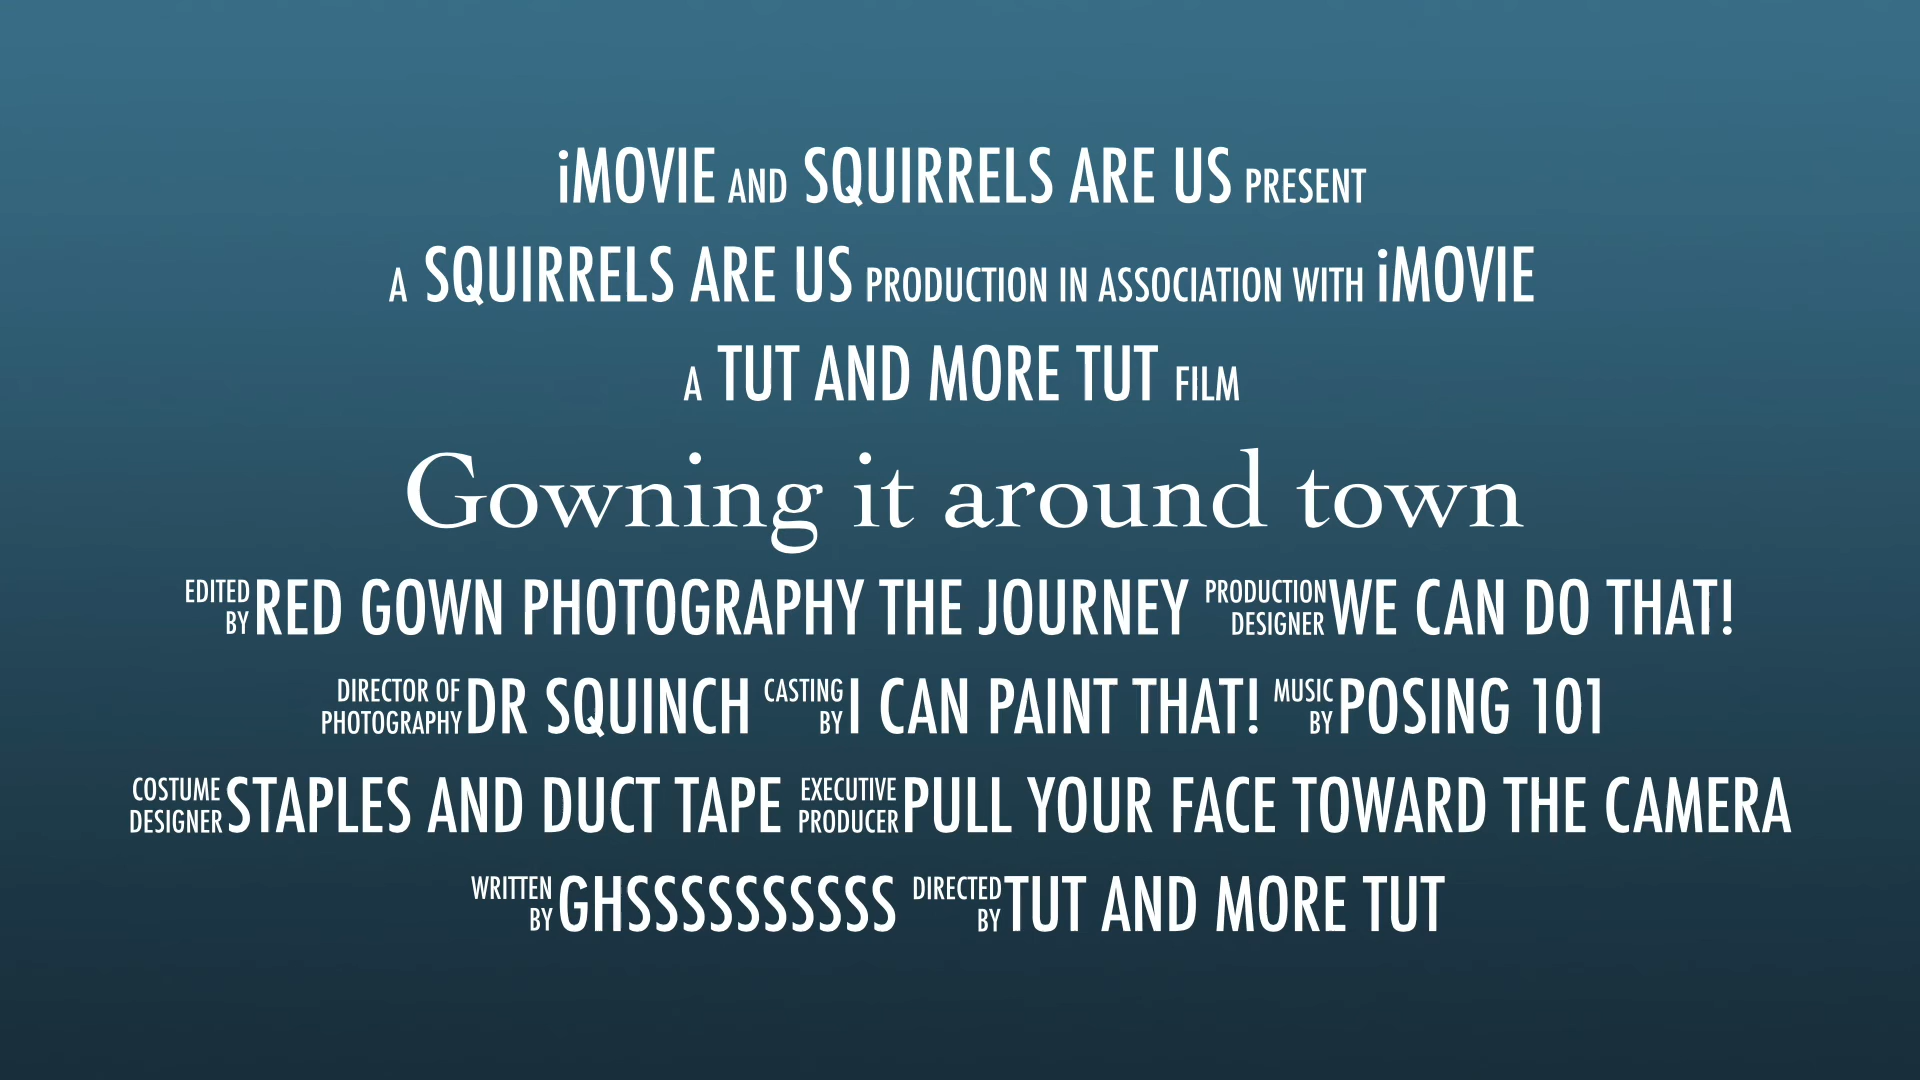 iMOVIE AND SQUIRRELS ARE US PRESENT
A SQUIRRELS ARE US PRODUCTION IN ASSOCIATION WITH iMOVIE
A TUT AND MORE TUT FILM
Gowning it around town
EDITED BY RED GOWN PHOTOGRAPHY THE JOURNEY PRODUCTION DESIGNER WE CAN DO THAT!
DIRECTOR OF PHOTOGRAPHY DR SQUINCH CASTING BY I CAN PAINT THAT! MUSIC BY POSING 101
COSTUME DESIGNER STAPLES AND DUCT TAPE EXECUTIVE PRODUCER PULL YOUR FACE TOWARD THE CAMERA
WRITTEN BY GHSSSSSSSSSS DIRECTED BY TUT AND MORE TUT